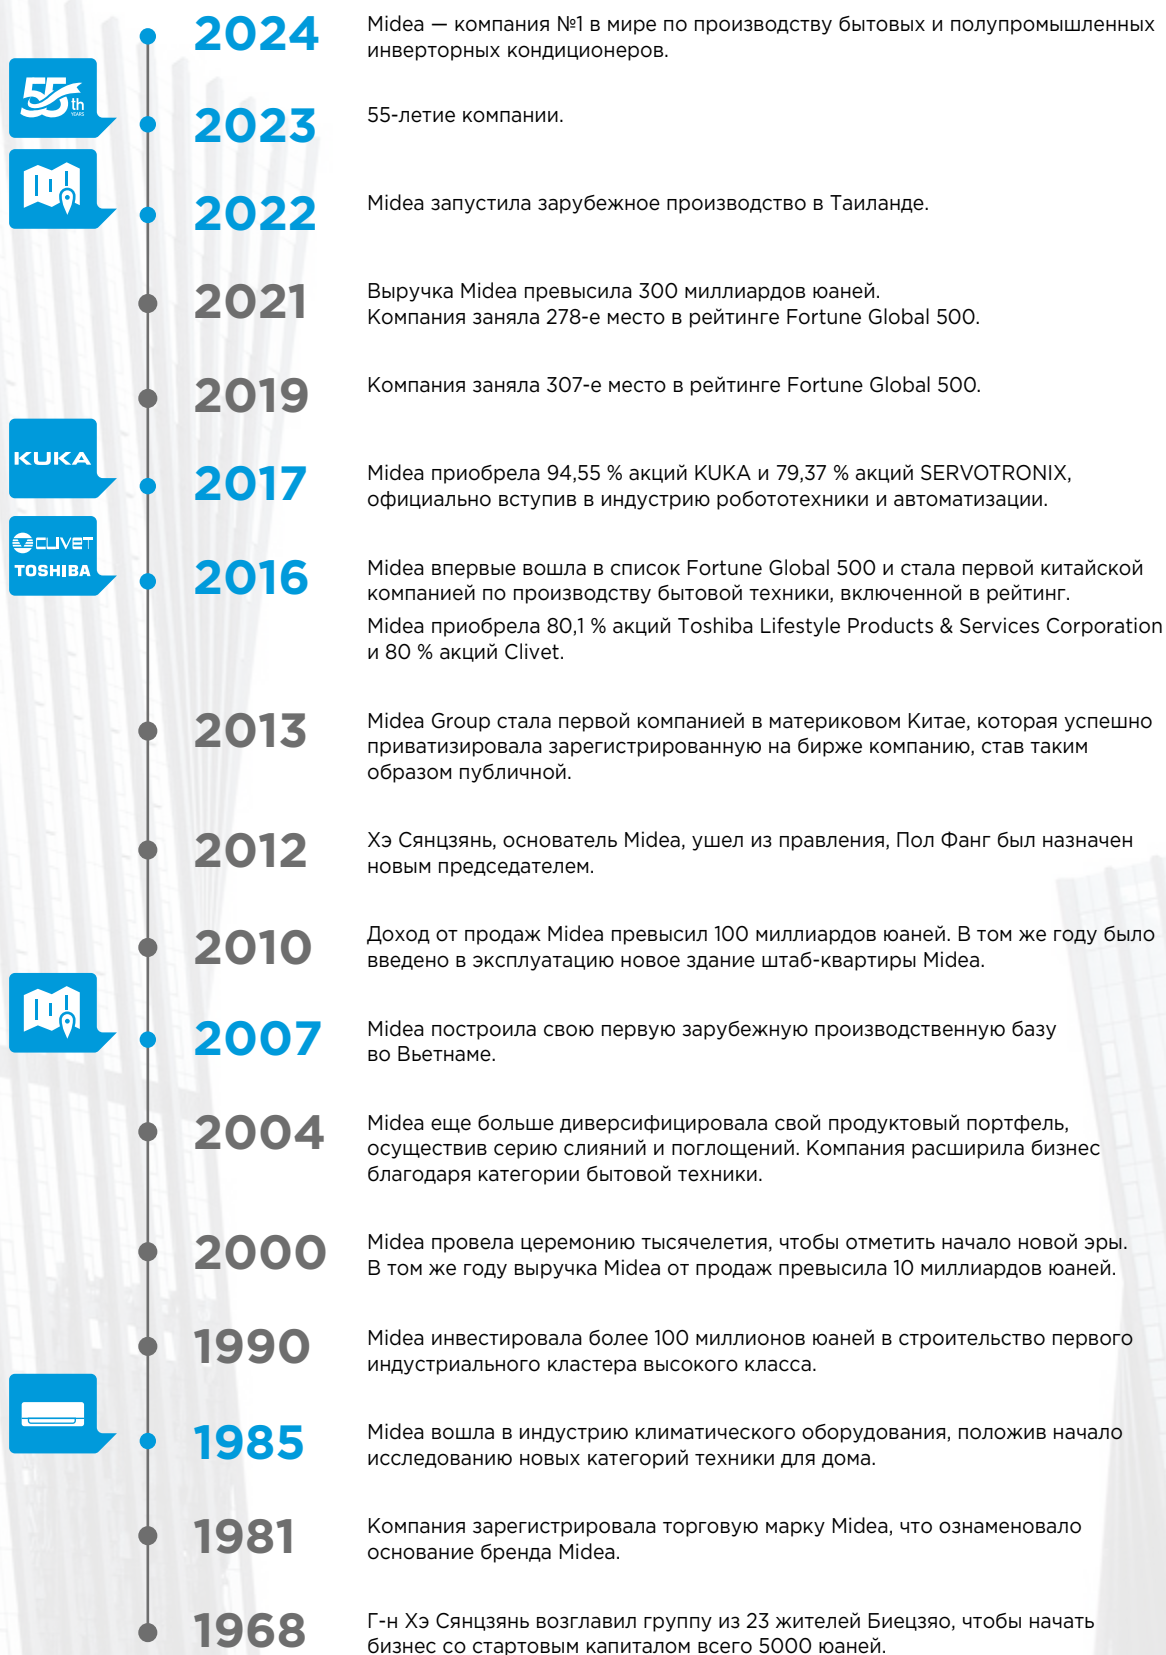 2024
Midea — компания №1 в мире по производству бытовых и полупромышленных
инверторных кондиционеров.
55th
YEARS
2023
55-летие компании.
2022
Midea запустила зарубежное производство в Таиланде.
2021
Выручка Midea превысила 300 миллиардов юаней.
Компания заняла 278-е место в рейтинге Fortune Global 500.
2019
Компания заняла 307-е место в рейтинге Fortune Global 500.
KUKA
2017
Midea приобрела 94,55 % акций KUKA и 79,37 % акций SERVOTRONIX,
официально вступив в индустрию робототехники и автоматизации.
CLIVET
TOSHIBA
2016
Midea впервые вошла в список Fortune Global 500 и стала первой китайской
компанией по производству бытовой техники, включенной в рейтинг.
Midea приобрела 80,1 % акций Toshiba Lifestyle Products & Services Corporation
и 80 % акций Clivet.
2013
Midea Group стала первой компанией в материковом Китае, которая успешно
приватизировала зарегистрированную на бирже компанию, став таким
образом публичной.
2012
Хэ Сянцзянь, основатель Midea, ушел из правления, Пол Фанг был назначен
новым председателем.
2010
Доход от продаж Midea превысил 100 миллиардов юаней. В том же году было
введено в эксплуатацию новое здание штаб-квартиры Midea.
2007
Midea построила свою первую зарубежную производственную базу
во Вьетнаме.
2004
Midea еще больше диверсифицировала свой продуктовый портфель,
осуществив серию слияний и поглощений. Компания расширила бизнес
благодаря категории бытовой техники.
2000
Midea провела церемонию тысячелетия, чтобы отметить начало новой эры.
В том же году выручка Midea от продаж превысила 10 миллиардов юаней.
1990
Midea инвестировала более 100 миллионов юаней в строительство первого
индустриального кластера высокого класса.
1985
Midea вошла в индустрию климатического оборудования, положив начало
исследованию новых категорий техники для дома.
1981
Компания зарегистрировала торговую марку Midea, что ознаменовало
основание бренда Midea.
1968
Г-н Хэ Сянцзянь возглавил группу из 23 жителей Биецзяо, чтобы начать
бизнес со стартовым капиталом всего 5000 юаней.